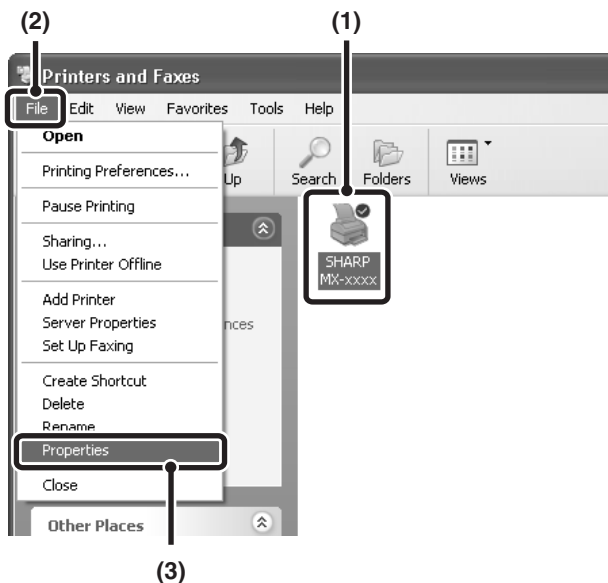 (2)
(1)
Printers and Faxes
File Edit View Favorites Tools Help
Open
Printing Preferences...
Pause Printing
Sharing...
Use Printer Offline
Add Printer
Server Properties
Set Up Faxing
Create Shortcut
Delete
Rename
Properties
Close
Up
Search
Folders
Views
SHARP
MX-xxxx
nces
Other Places
(3)